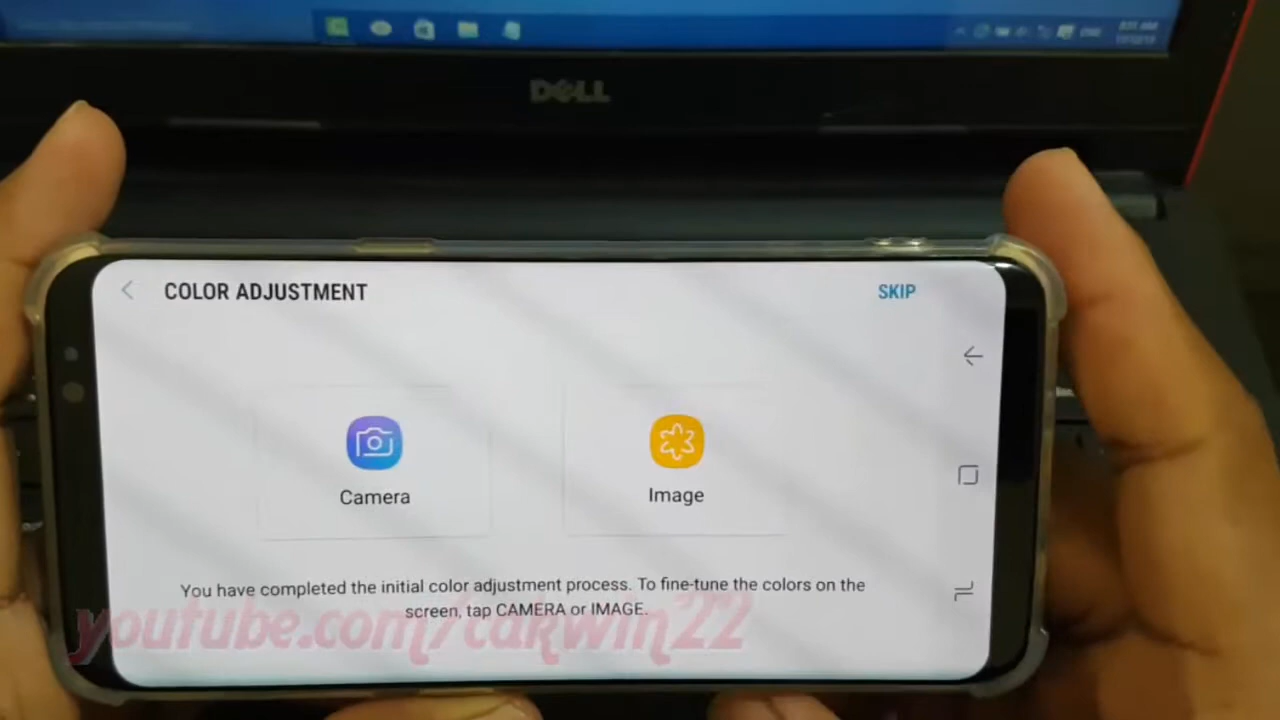 DELL
COLOR ADJUSTMENT
SKIP
Camera
Image
You have completed the initial color adjustment process. To fine-tune the colors on the
screen, tap CAMERA or IMAGE.
youtube.com/cakwin22